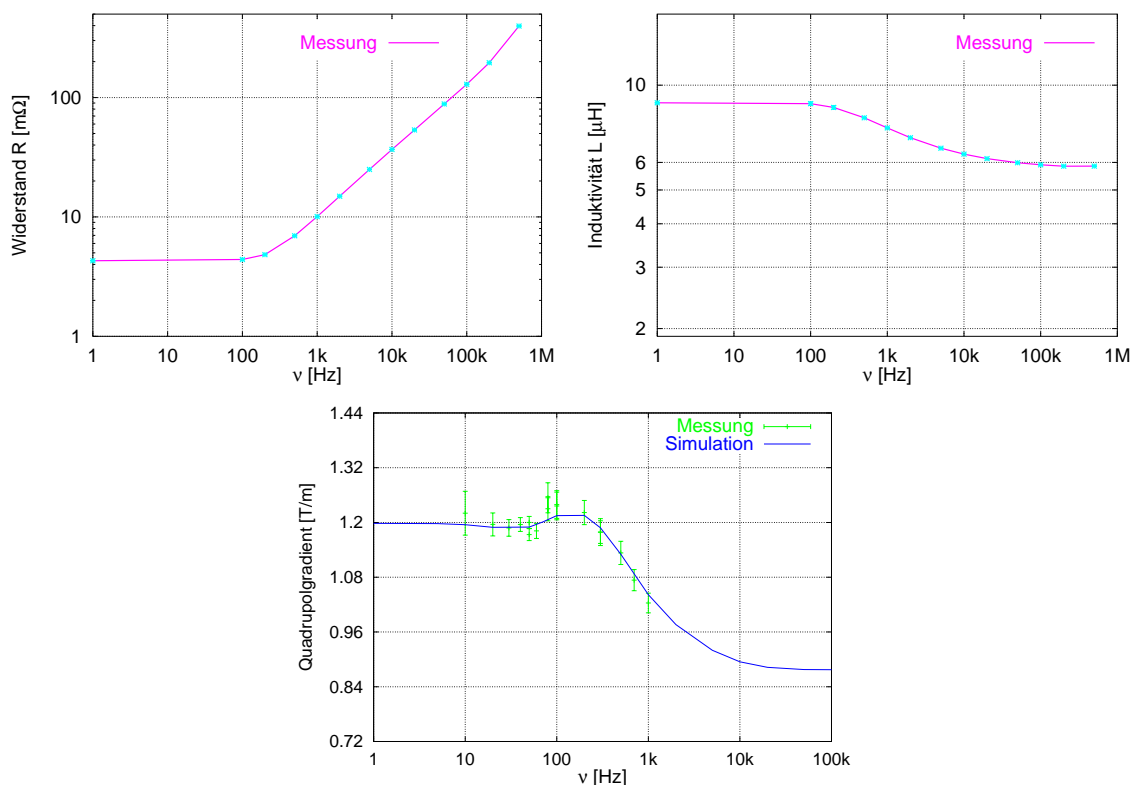 Widerstand R [mΩ]
Messung
100
10
1
1 10 100 1k 10k 100k 1M
ν [Hz]
Induktivität L [µH]
Messung
10
6
5
4
3
2
1 10 100 1k 10k 100k 1M
ν [Hz]
Quadrupolgradient [T/m]
Messung
Simulation
1.44
1.32
1.2
1.08
0.96
0.84
0.72
1 10 100 1k 10k 100k
ν [Hz]